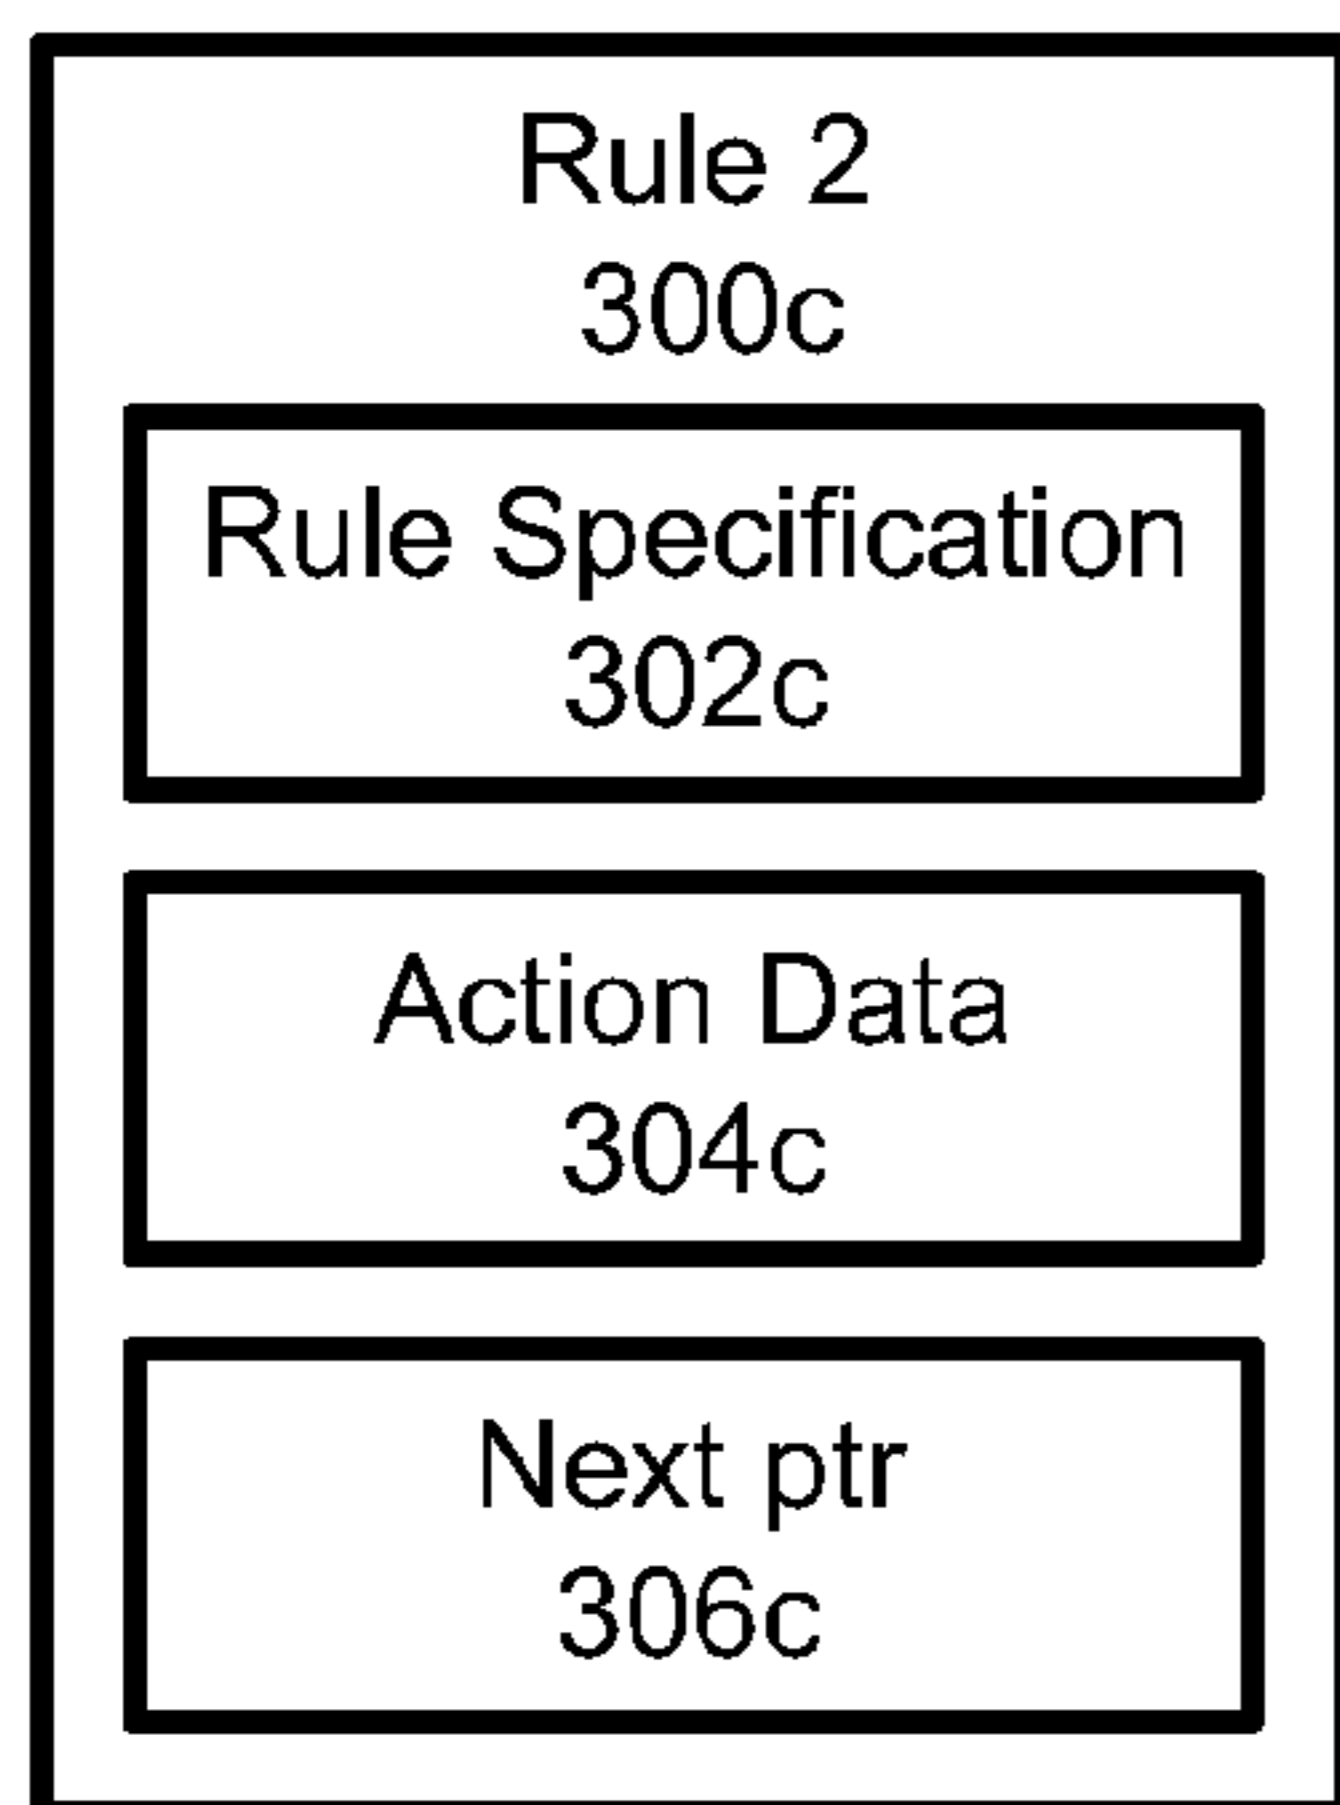 Rule 2
300c
Rule Specification
302c
Action Data
304c
Next ptr
306c